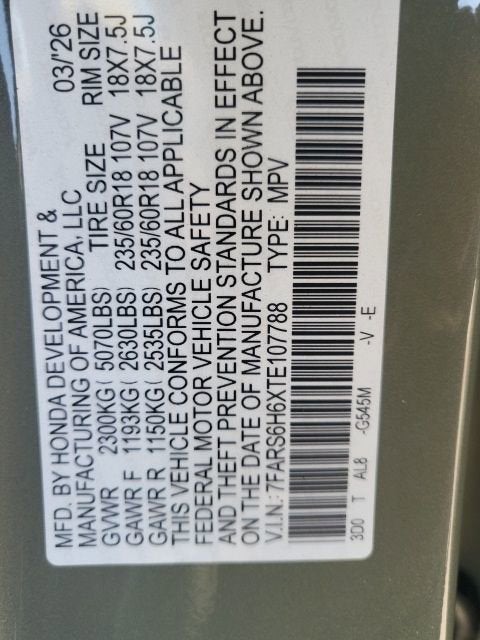 MFD. BY HONDA DEVELOPMENT & 03/'26
MANUFACTURING OF AMERICA, LLC TIRE SIZE RIM SIZE
GVWR 2300KG ( 5070LBS)
GAWR F 1193KG ( 2630LBS) 235/60R18 107V 18X7.5J
GAWR R 1150KG ( 2535LBS) 235/60R18 107V 18X7.5J
THIS VEHICLE CONFORMS TO ALL APPLICABLE
FEDERAL MOTOR VEHICLE SAFETY
AND THEFT PREVENTION STANDARDS IN EFFECT
ON THE DATE OF MANUFACTURE SHOWN ABOVE.
V.I.N.: 7FARS6H6XTE107788 TYPE: MPV
3D0 T AL8 -G545M -V -E